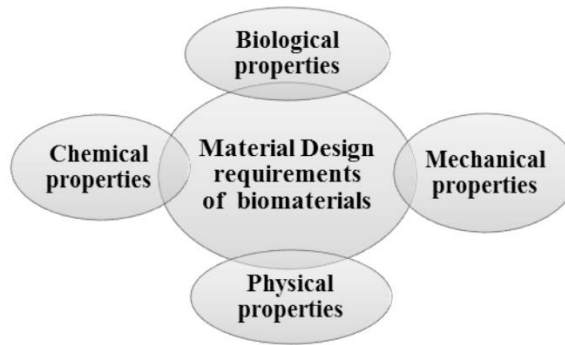 Biological
properties
Chemical
properties
Material Design
requirements
of biomaterials
Mechanical
properties
Physical
properties